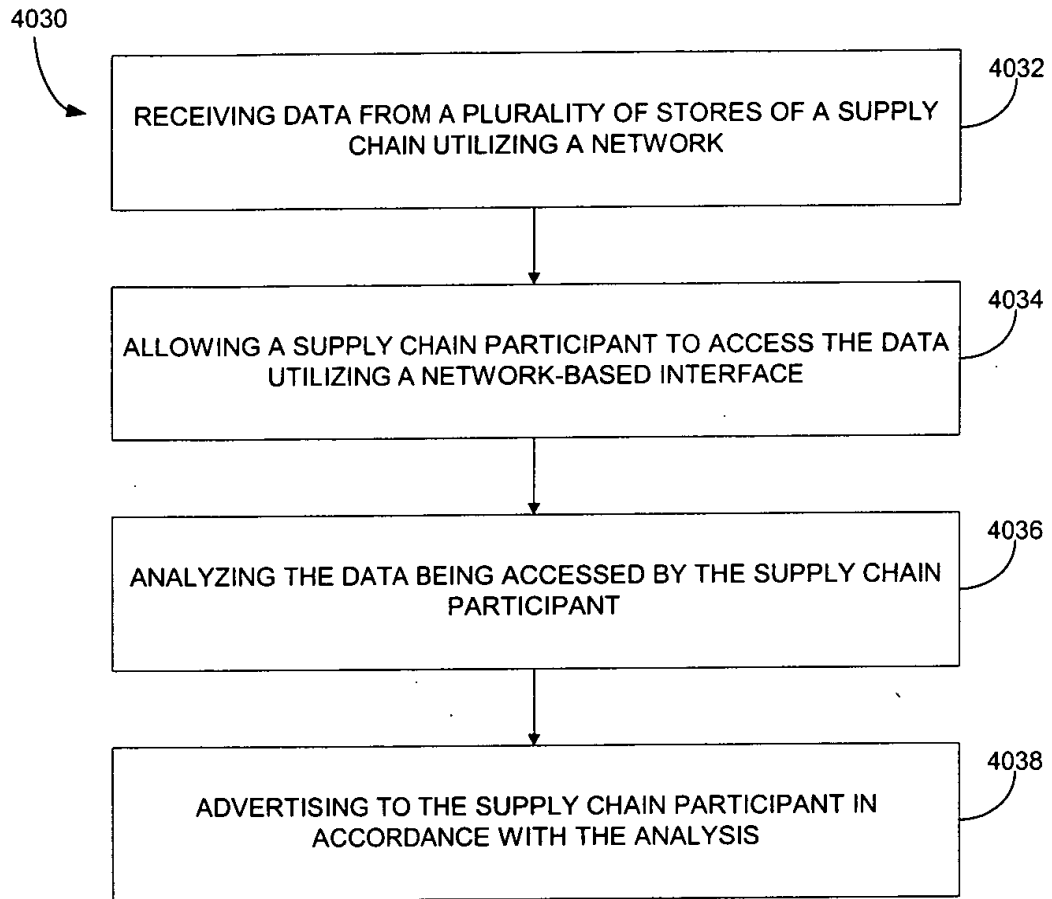 4030
4032
RECEIVING DATA FROM A PLURALITY OF STORES OF A SUPPLY
CHAIN UTILIZING A NETWORK
4034
ALLOWING A SUPPLY CHAIN PARTICIPANT TO ACCESS THE DATA
UTILIZING A NETWORK-BASED INTERFACE
4036
ANALYZING THE DATA BEING ACCESSED BY THE SUPPLY CHAIN
PARTICIPANT
4038
ADVERTISING TO THE SUPPLY CHAIN PARTICIPANT IN
ACCORDANCE WITH THE ANALYSIS